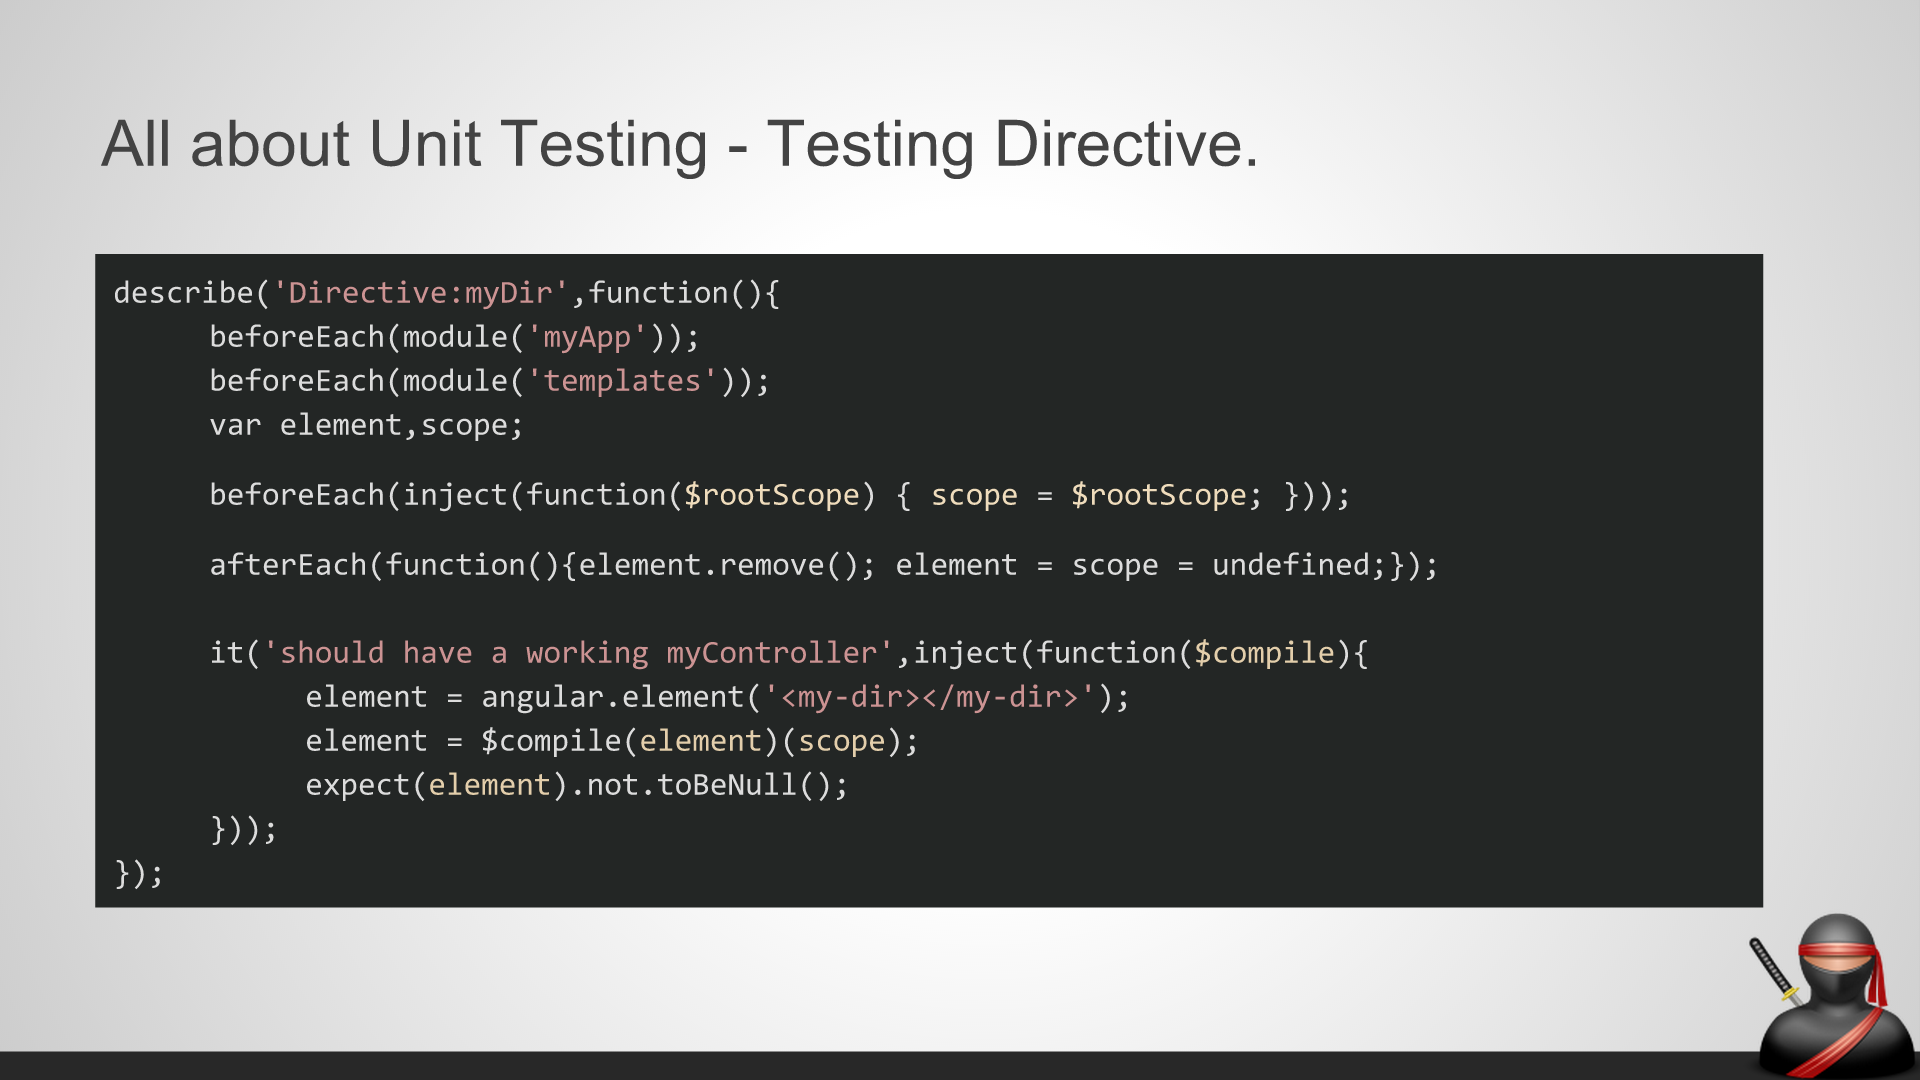 All about Unit Testing - Testing Directive.
describe('Directive:myDir',function(){
beforeEach(module('myApp'));
beforeEach(module('templates'));
var element,scope;
beforeEach(inject(function($rootScope) { scope = $rootScope; }));
afterEach(function(){element.remove(); element = scope = undefined;});
it('should have a working myController',inject(function($compile){
element = angular.element('<my-dir></my-dir>');
element = $compile(element)(scope);
expect(element).not.toBeNull();
}));
});